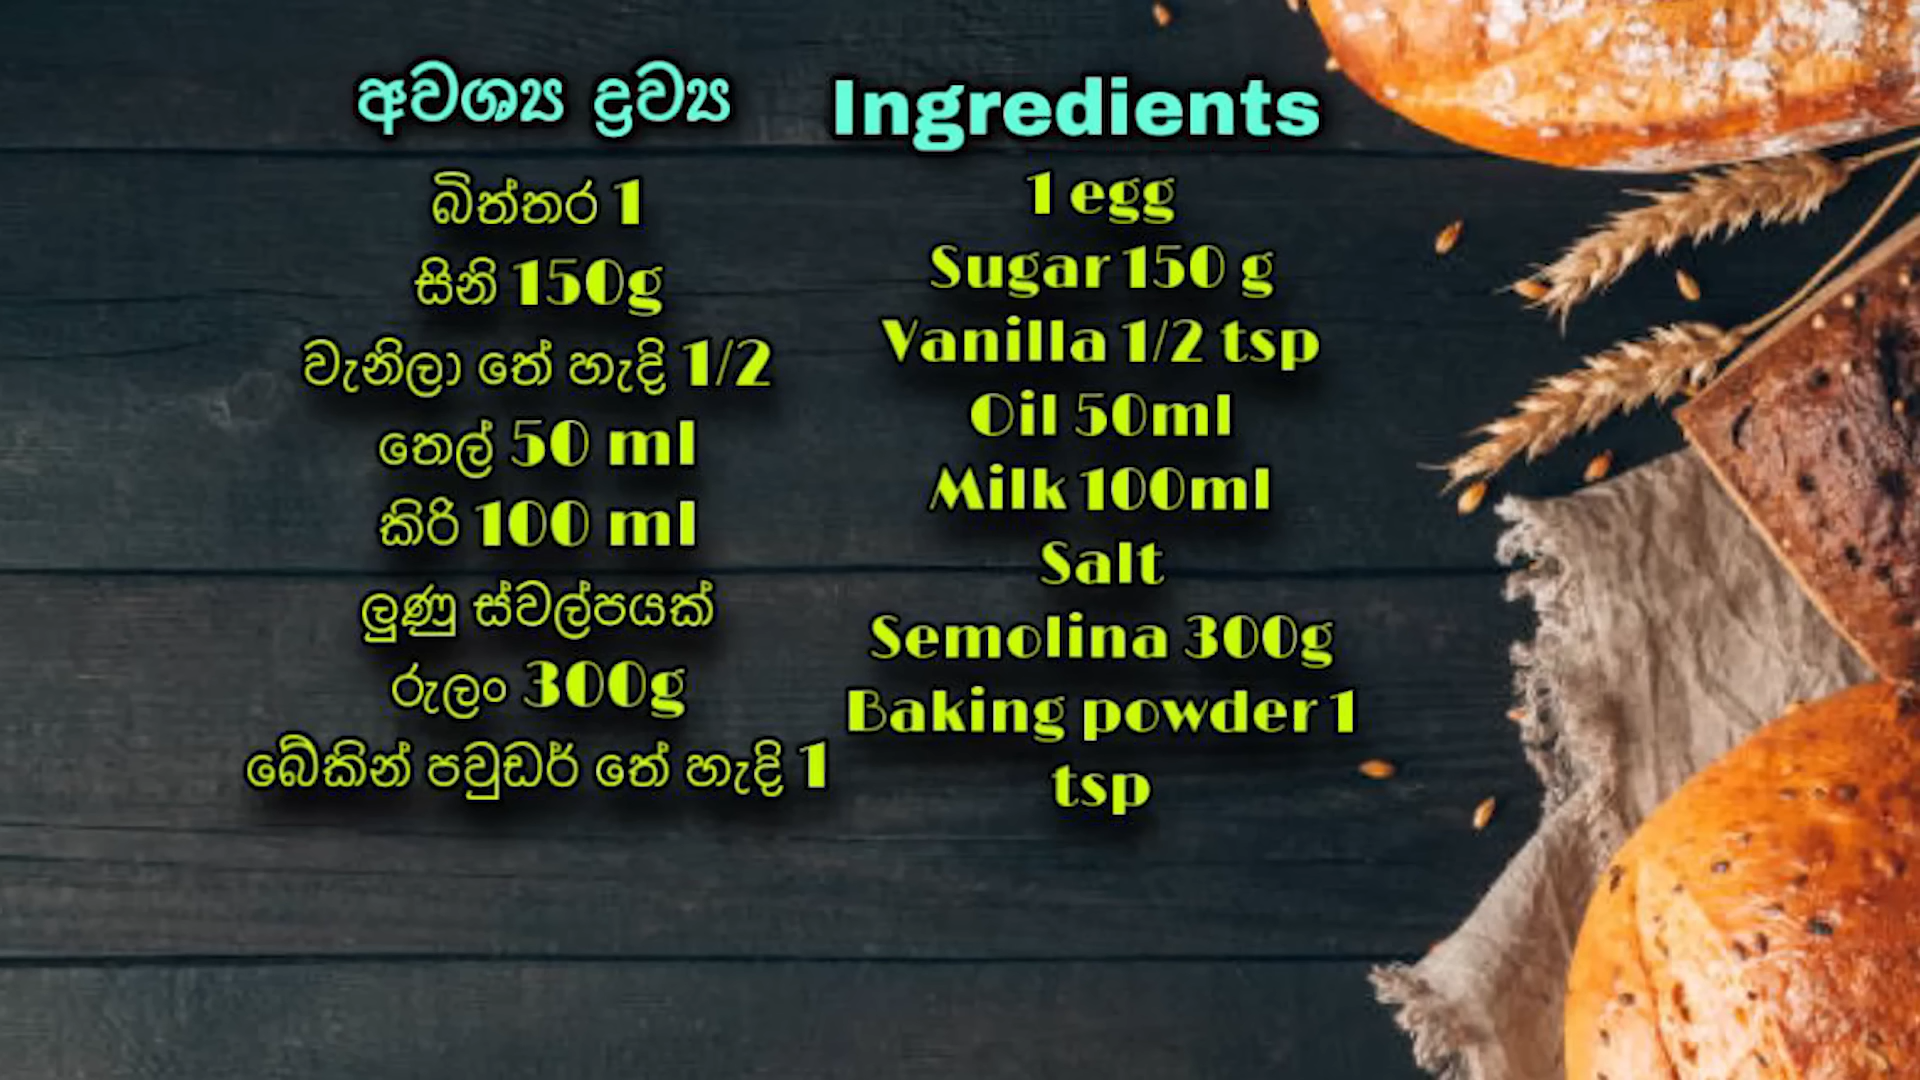 අවශ්‍ය ද්‍රව්‍ය
බිත්තර 1
සීනි 150g
වැනිලා තේ හැදි 1/2
තෙල් 50 ml
කිරි 100 ml
ලුණු ස්වල්පයක්
රුලං 300g
බේකින් පවුඩර් තේ හැදි 1
Ingredients
1 egg
Sugar 150 g
Vanilla 1/2 tsp
Oil 50ml
Milk 100ml
Salt
Semolina 300g
Baking powder 1
tsp